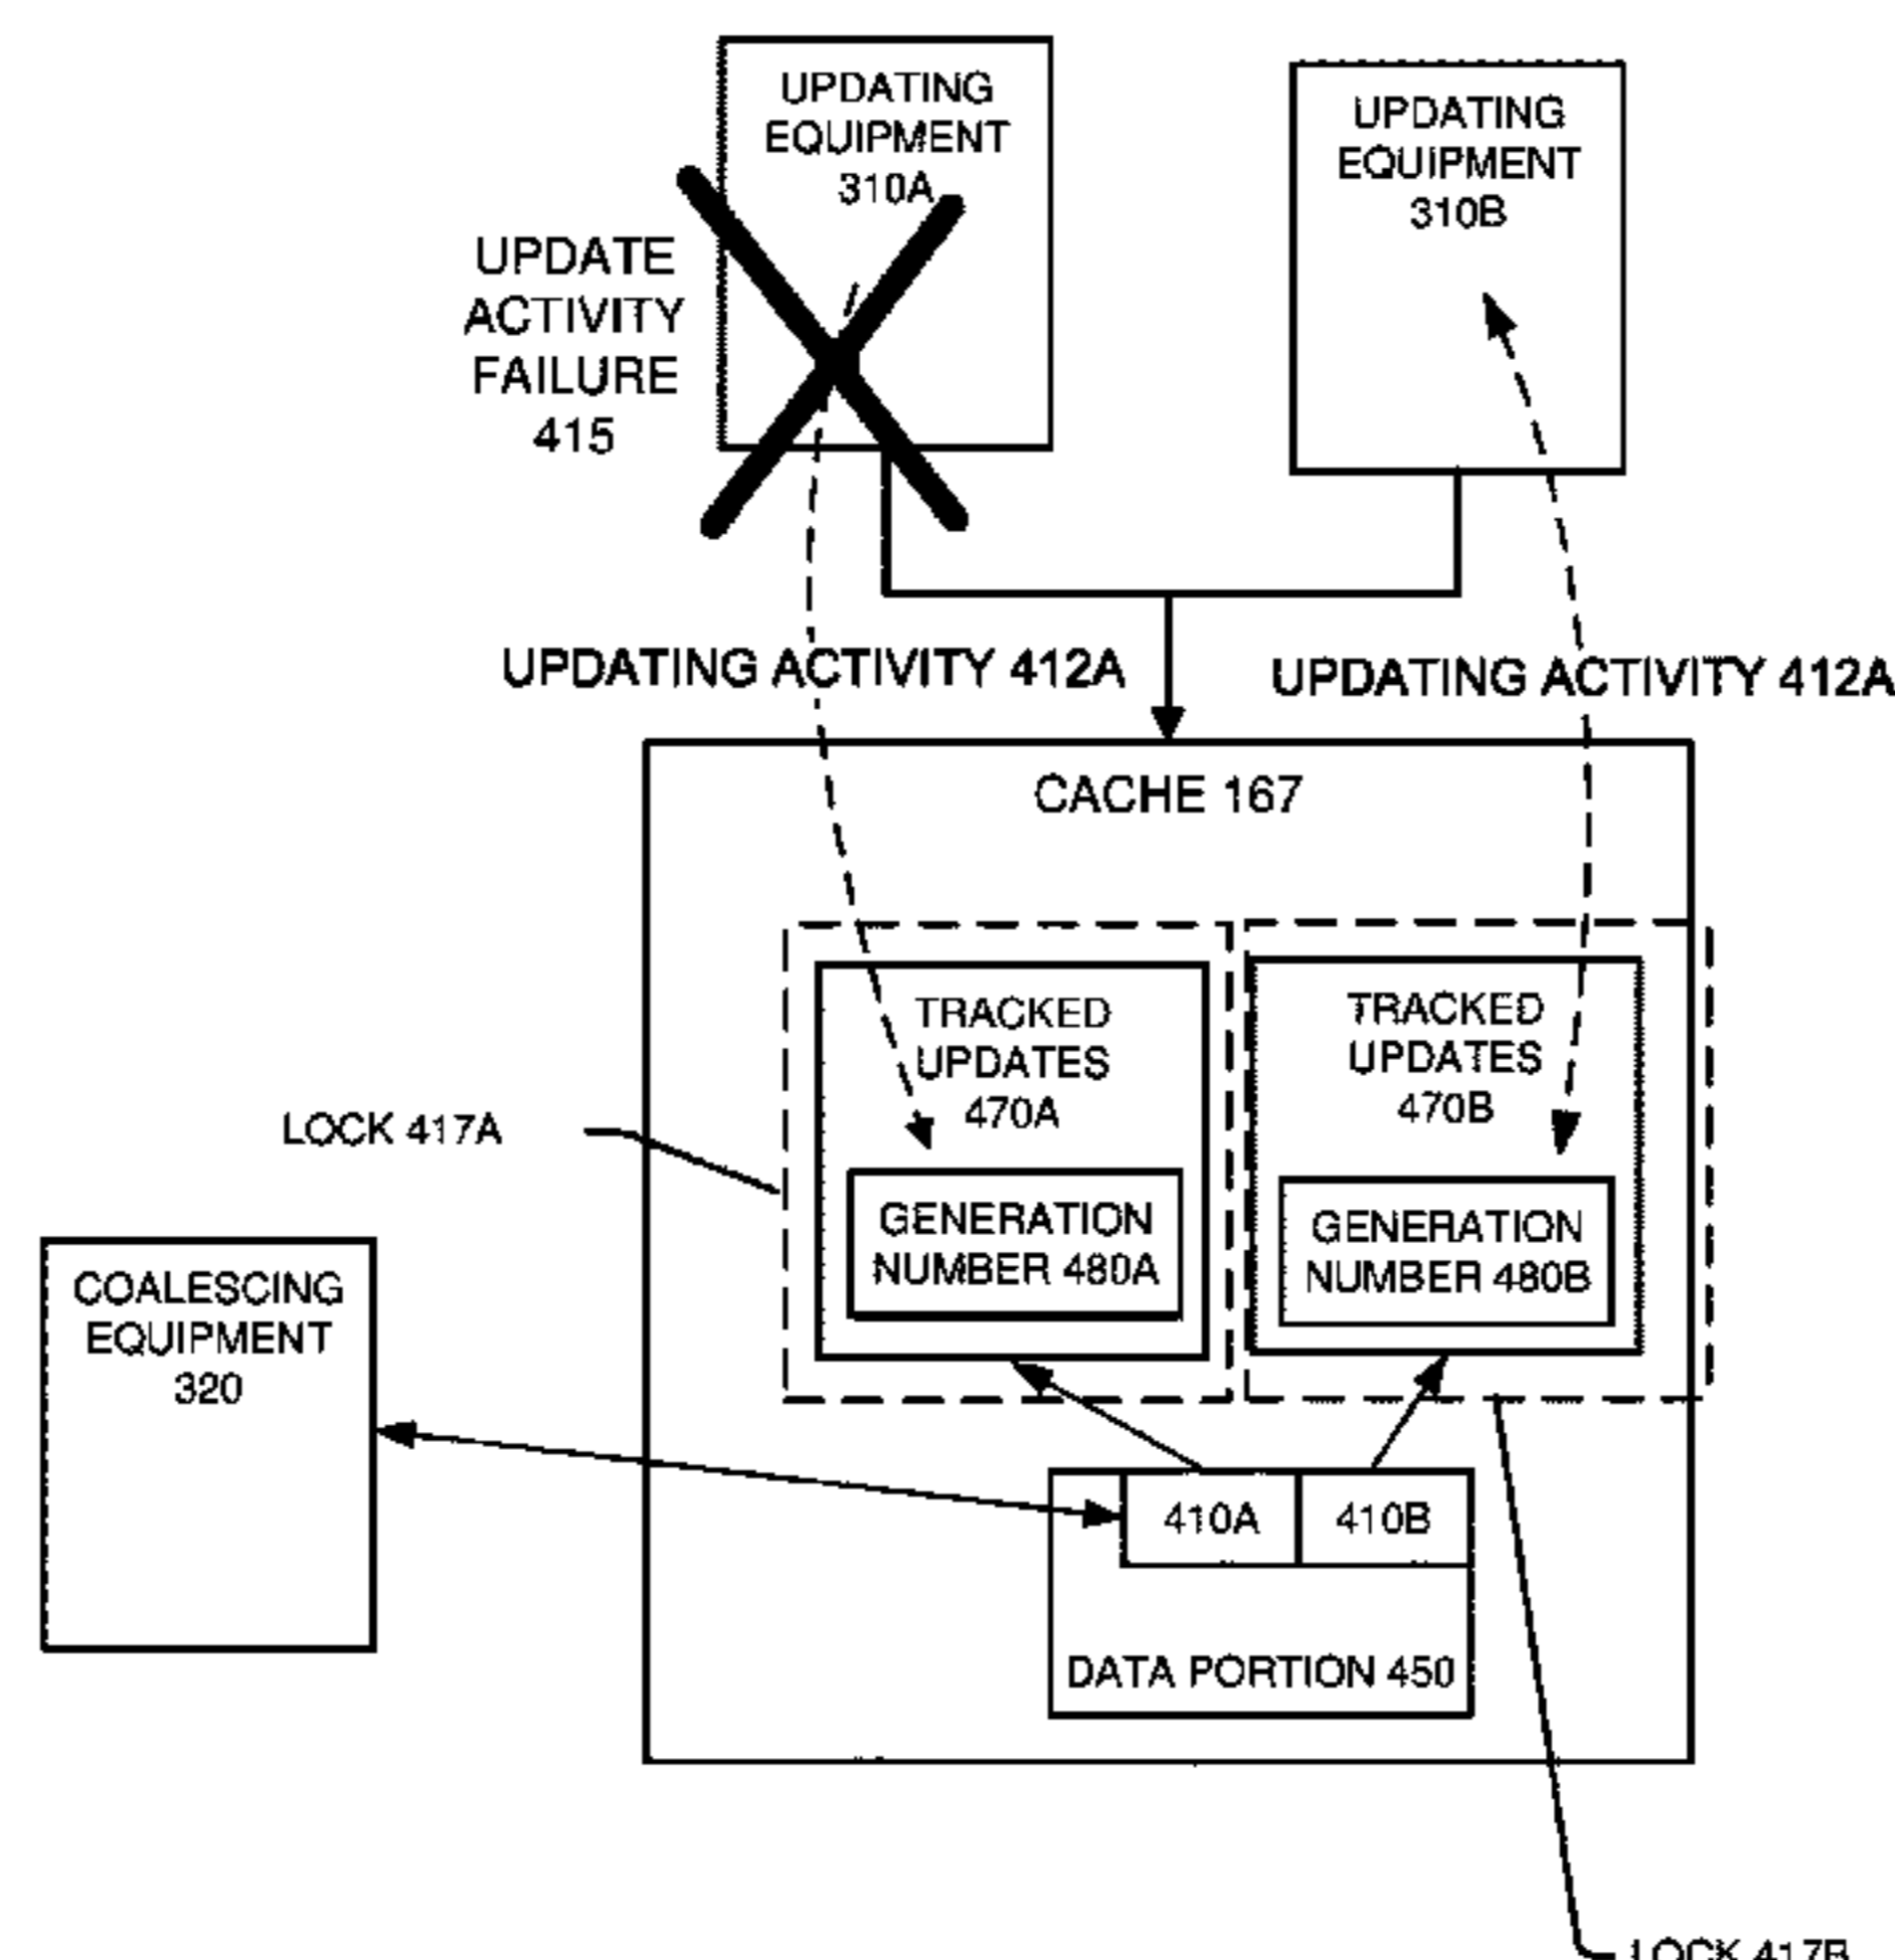 UPDATING
EQUIPMENT
310A
UPDATING
EQUIPMENT
310B
UPDATE
ACTIVITY
FAILURE
415
UPDATING ACTIVITY 412A
UPDATING ACTIVITY 412A
CACHE 167
TRACKED
UPDATES
470A
TRACKED
UPDATES
470B
LOCK 417A
GENERATION
NUMBER 480A
GENERATION
NUMBER 480B
COALESCING
EQUIPMENT
320
410A
410B
DATA PORTION 450
LOCK 417B